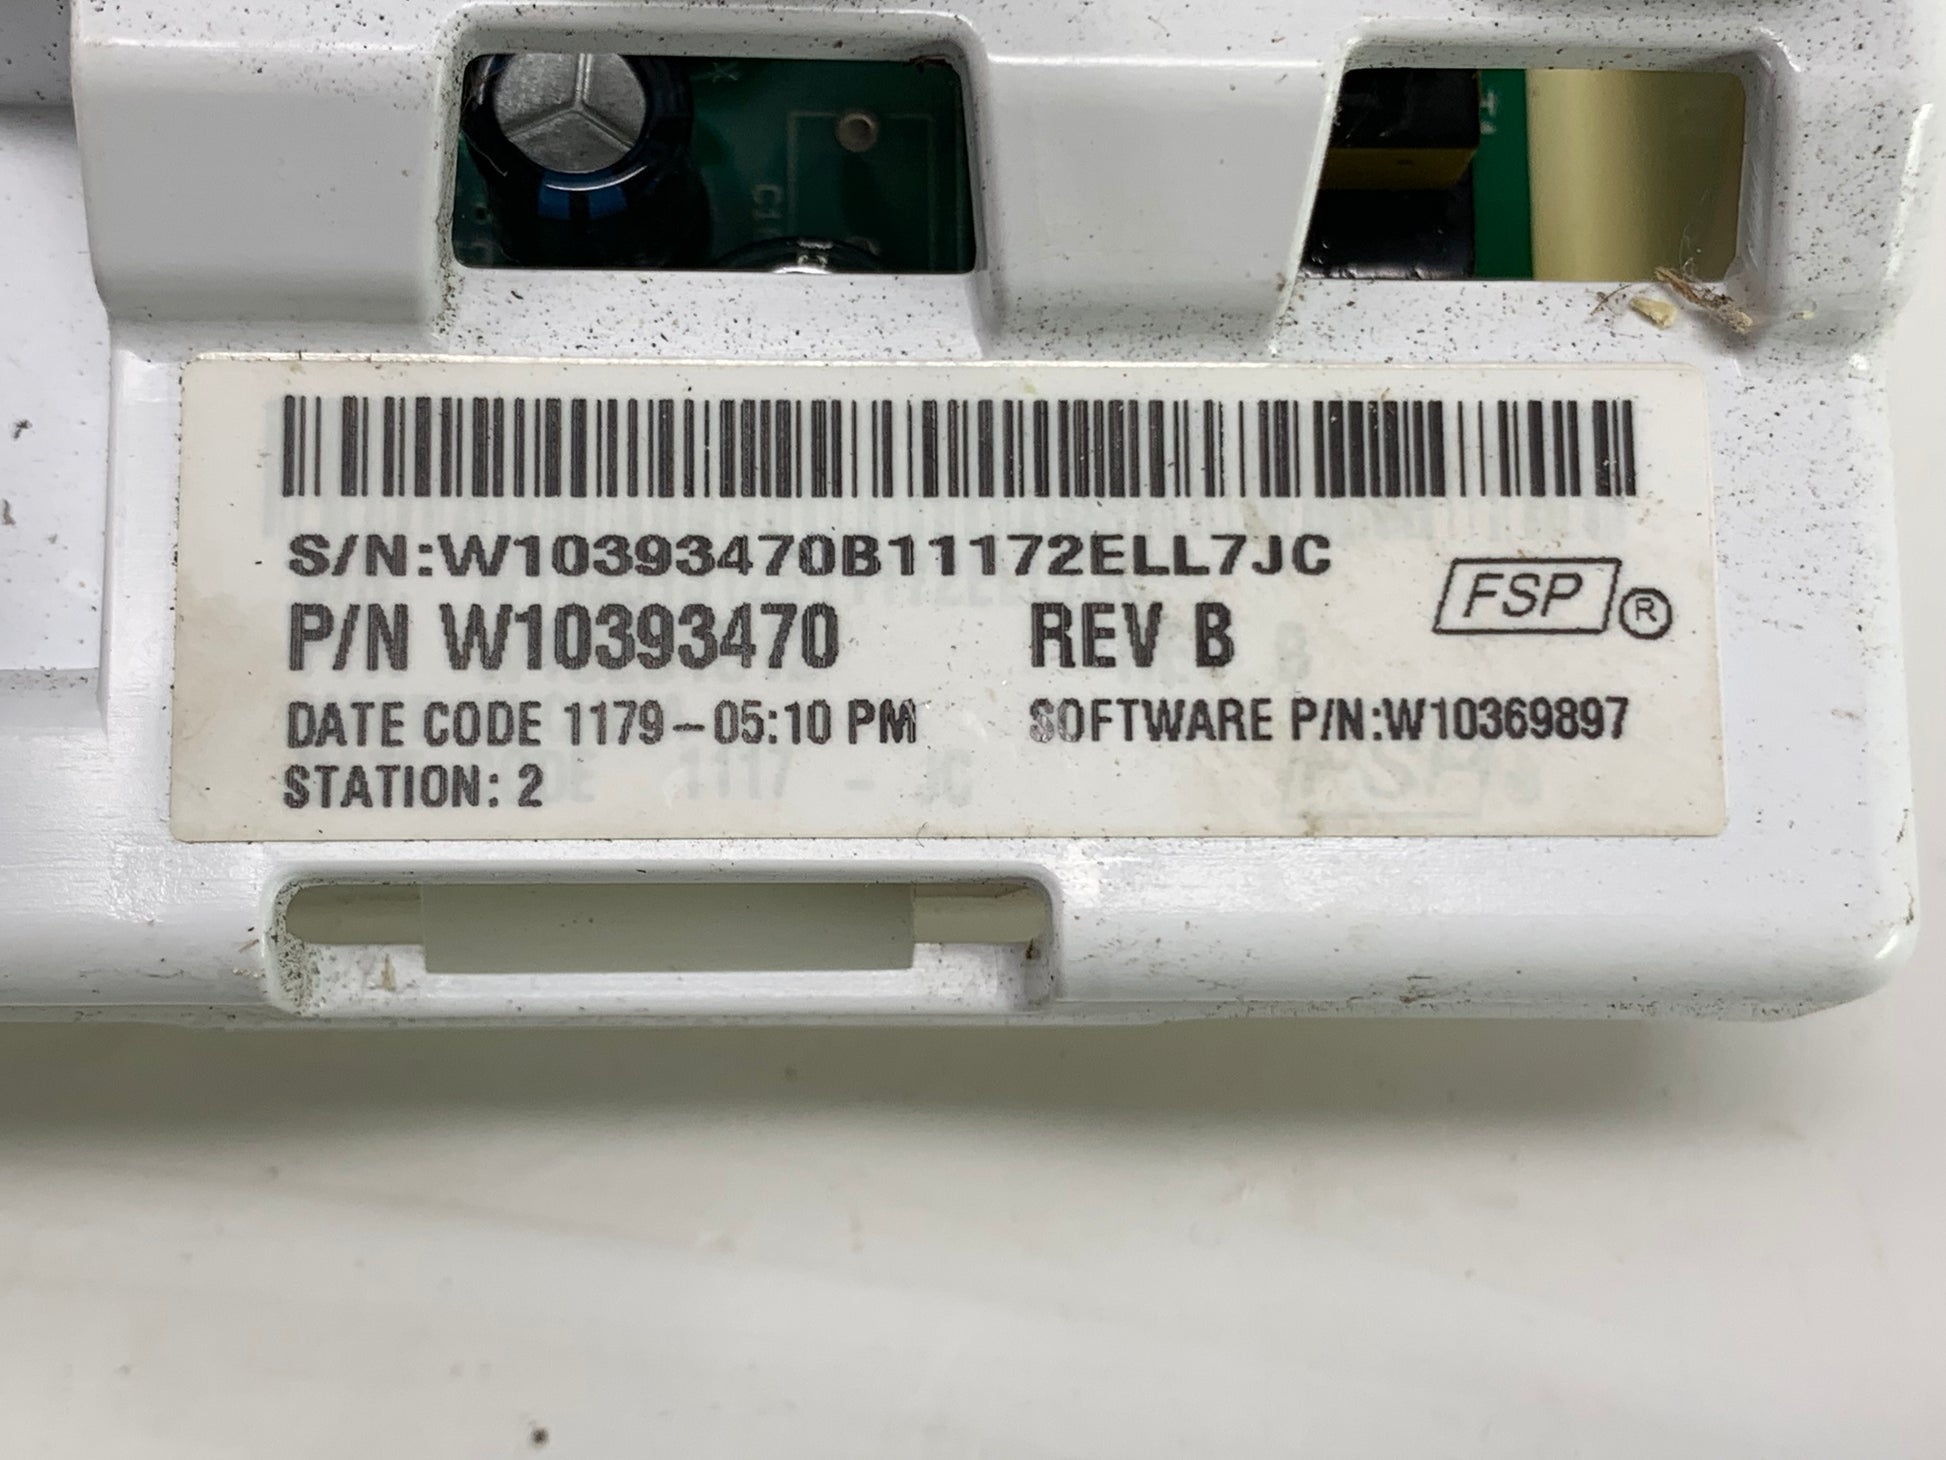 S/N:W10393470B11172ELL7JC
P/N W10393470 REV B FSP ®
DATE CODE 1179-05:10 PM SOFTWARE P/N:W10369897
STATION: 2